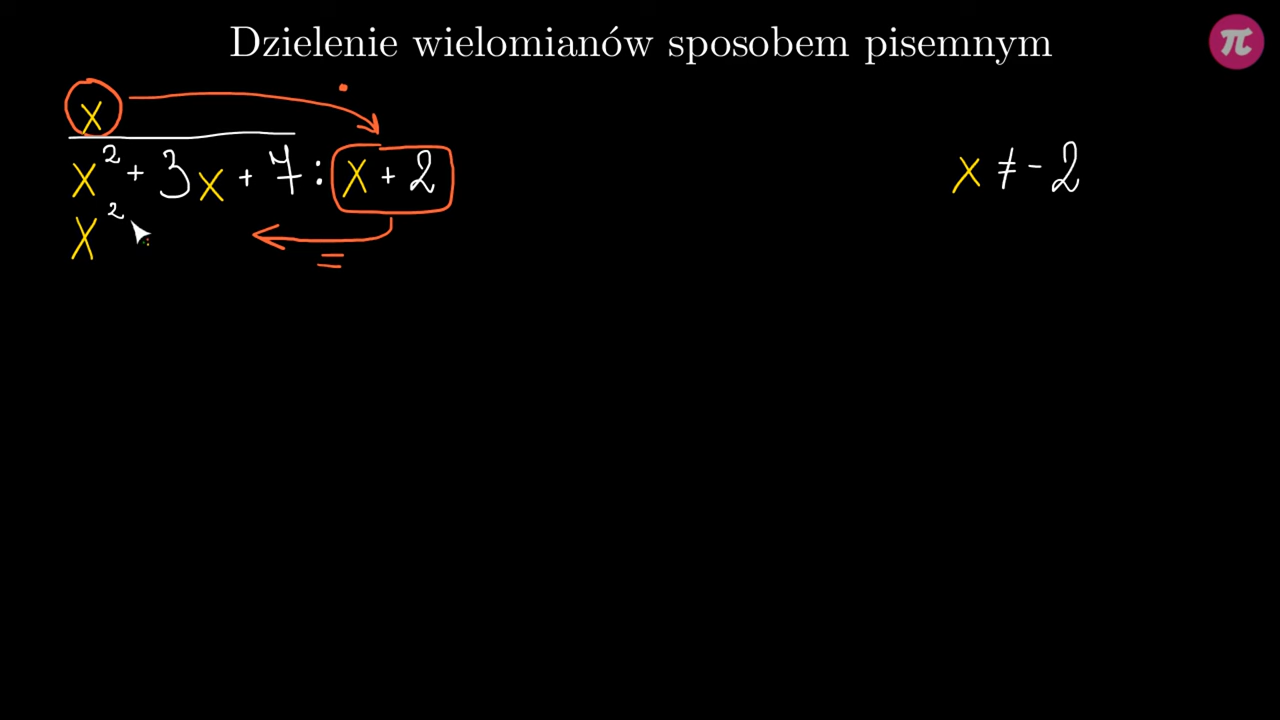 Dzielenie wielomianów sposobem pisemnym
π
x
x² + 3x + 7 : x + 2
x ≠ -2
x²
=